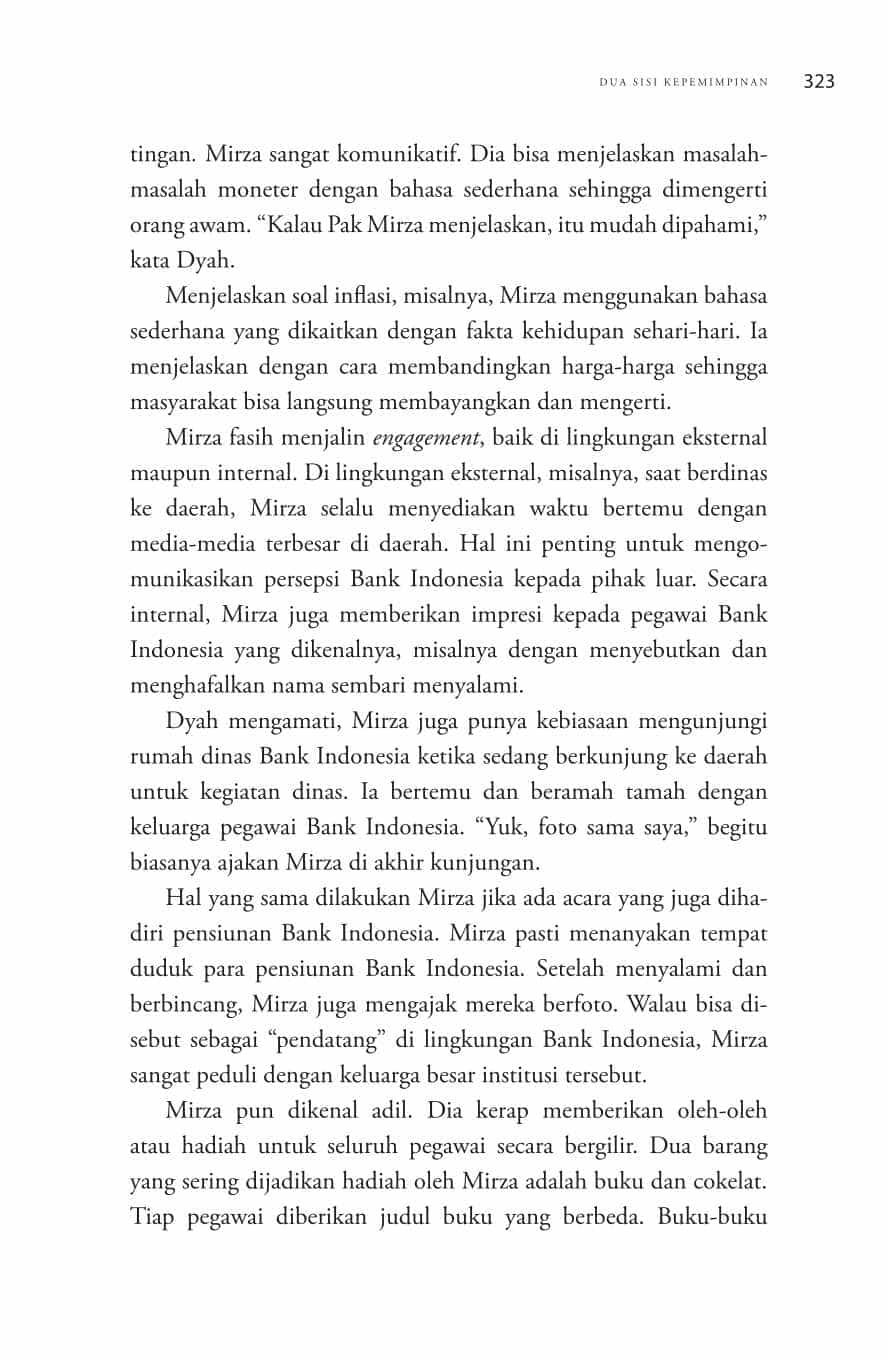 DUA SISI KEPEMIMPINAN 323
tingan. Mirza sangat komunikatif. Dia bisa menjelaskan masalah-
masalah moneter dengan bahasa sederhana sehingga dimengerti
orang awam. “Kalau Pak Mirza menjelaskan, itu mudah dipahami,”
kata Dyah.
Menjelaskan soal inflasi, misalnya, Mirza menggunakan bahasa
sederhana yang dikaitkan dengan fakta kehidupan sehari-hari. Ia
menjelaskan dengan cara membandingkan harga-harga sehingga
masyarakat bisa langsung membayangkan dan mengerti.
Mirza fasih menjalin engagement, baik di lingkungan eksternal
maupun internal. Di lingkungan eksternal, misalnya, saat berdinas
ke daerah, Mirza selalu menyediakan waktu bertemu dengan
media-media terbesar di daerah. Hal ini penting untuk mengo-
munikasikan persepsi Bank Indonesia kepada pihak luar. Secara
internal, Mirza juga memberikan impresi kepada pegawai Bank
Indonesia yang dikenalnya, misalnya dengan menyebutkan dan
menghafalkan nama sembari menyalami.
Dyah mengamati, Mirza juga punya kebiasaan mengunjungi
rumah dinas Bank Indonesia ketika sedang berkunjung ke daerah
untuk kegiatan dinas. Ia bertemu dan beramah tamah dengan
keluarga pegawai Bank Indonesia. “Yuk, foto sama saya,” begitu
biasanya ajakan Mirza di akhir kunjungan.
Hal yang sama dilakukan Mirza jika ada acara yang juga diha-
diri pensiunan Bank Indonesia. Mirza pasti menanyakan tempat
duduk para pensiunan Bank Indonesia. Setelah menyalami dan
berbincang, Mirza juga mengajak mereka berfoto. Walau bisa di-
sebut sebagai “pendatang” di lingkungan Bank Indonesia, Mirza
sangat peduli dengan keluarga besar institusi tersebut.
Mirza pun dikenal adil. Dia kerap memberikan oleh-oleh
atau hadiah untuk seluruh pegawai secara bergilir. Dua barang
yang sering dijadikan hadiah oleh Mirza adalah buku dan cokelat.
Tiap pegawai diberikan judul buku yang berbeda. Buku-buku